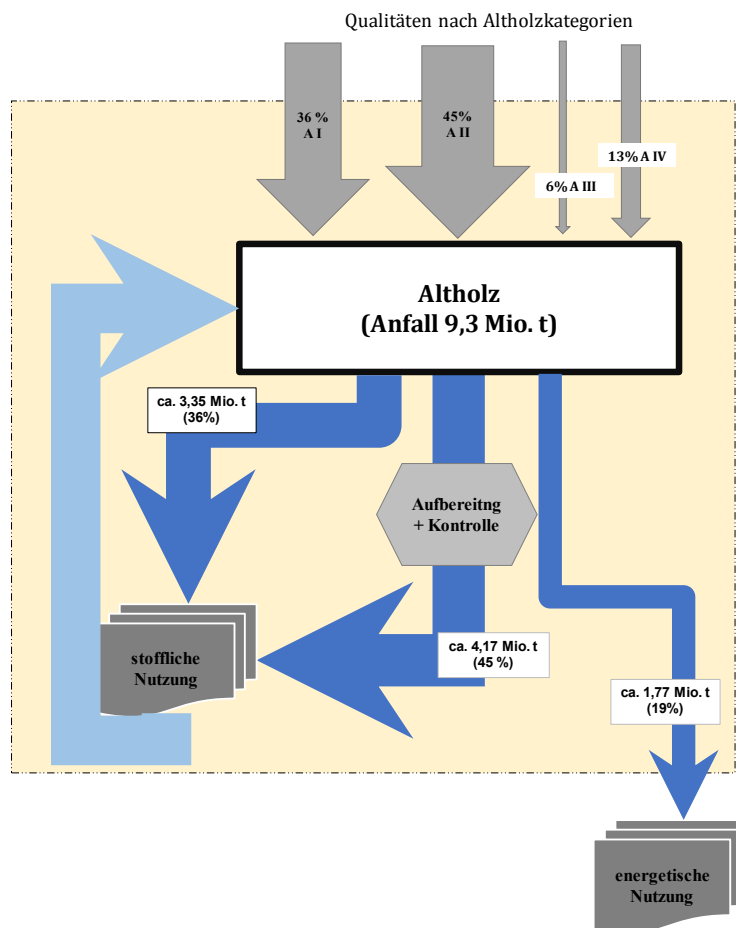 Qualitäten nach Altholzkategorien
36 %
A I
45%
A II
6% A III
13% A IV
Altholz
(Anfall 9,3 Mio. t)
ca. 3,35 Mio. t
(36%)
Aufbereitng
+ Kontrolle
stoffliche
Nutzung
ca. 4,17 Mio. t
(45 %)
ca. 1,77 Mio. t
(19%)
energetische
Nutzung